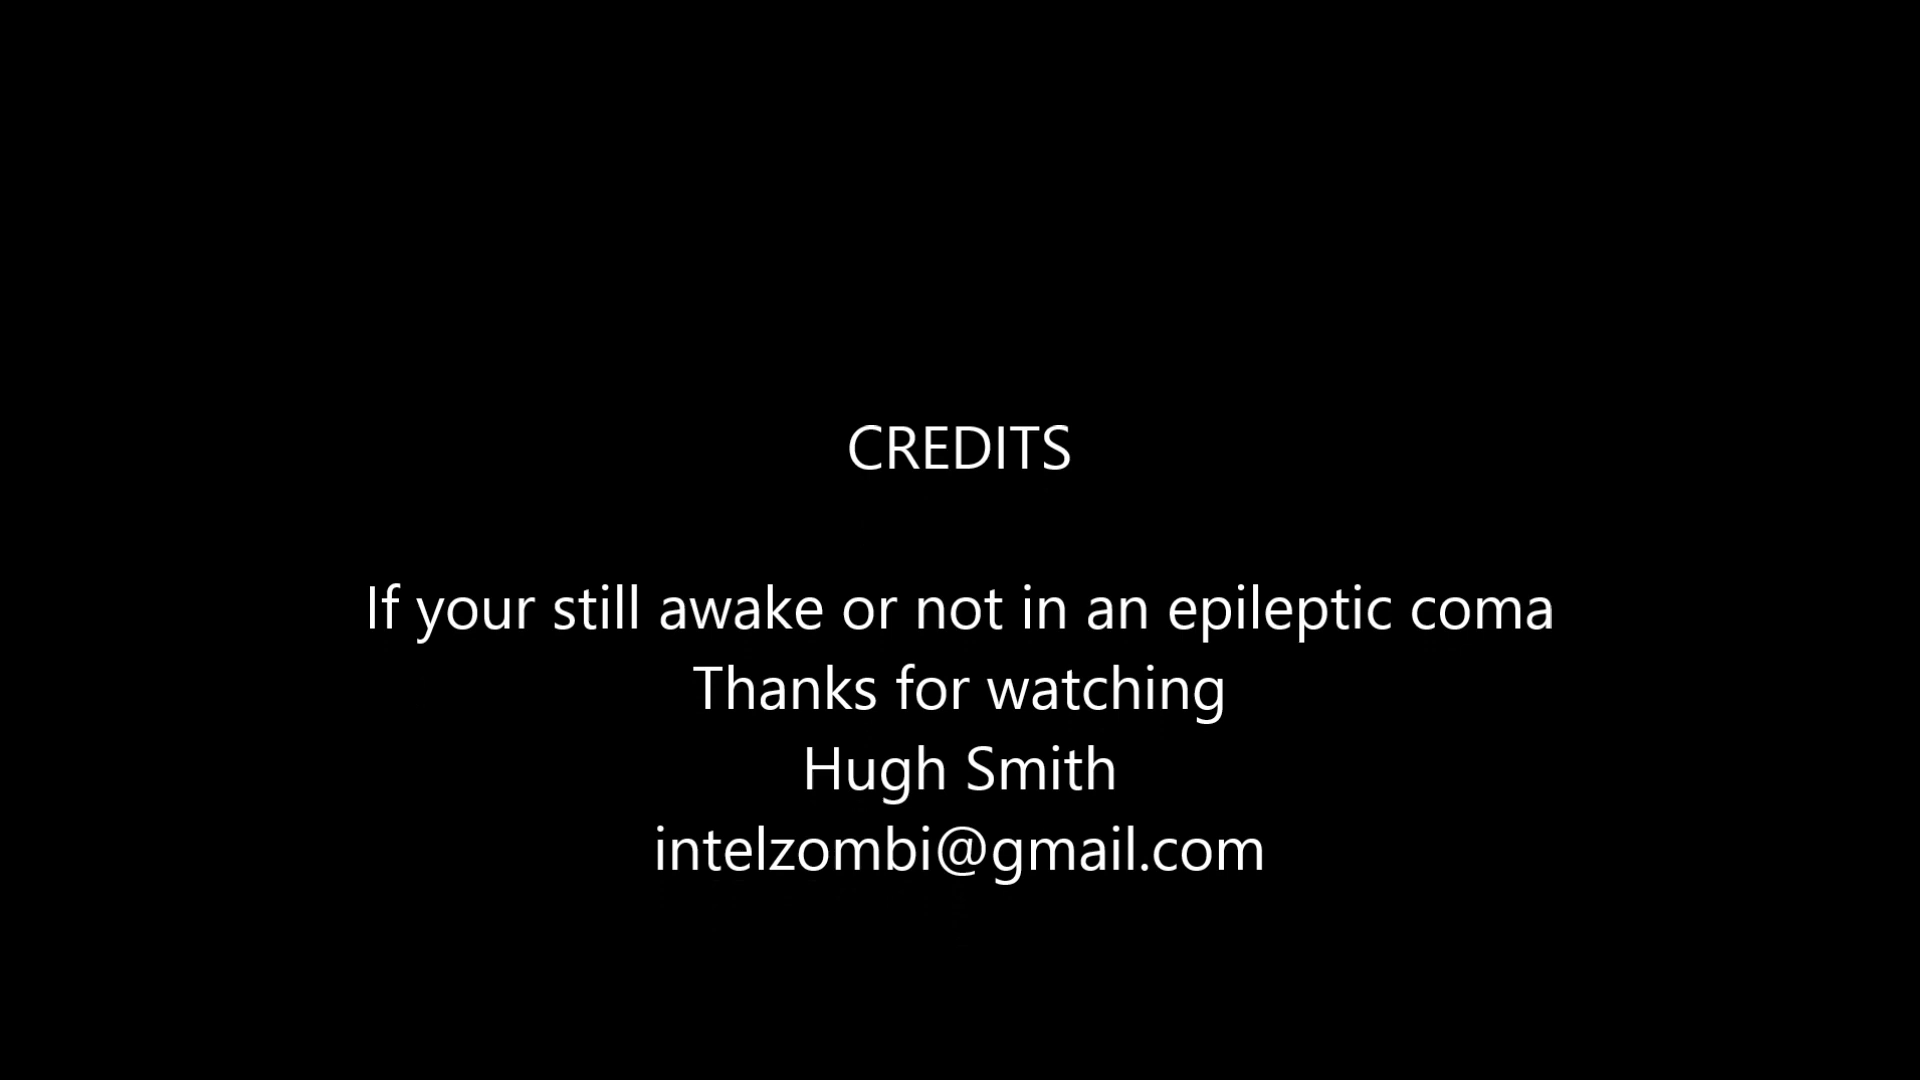 CREDITS
If your still awake or not in an epileptic coma
Thanks for watching
Hugh Smith
intelzombi@gmail.com